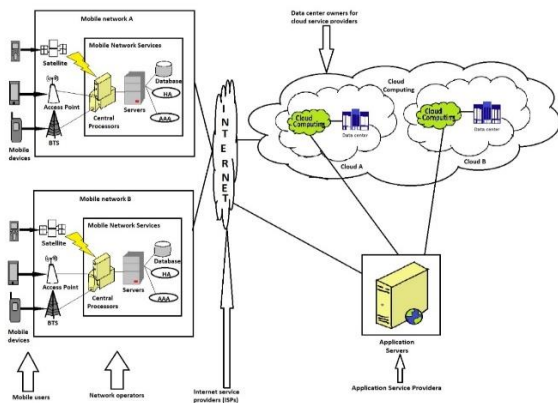 Mobile network A
Mobile Network Services
Satellite
Database
HA
Access Point
Servers
Central
Processors
AAA
Mobile
devices
BTS
Mobile network B
Mobile Network Services
Satellite
Database
HA
Access Point
Servers
Central
Processors
AAA
Mobile
devices
BTS
Mobile users
Network operators
INTERNET
Internet service
providers (ISPs)
Data center owners for
cloud service providers
Cloud
Computing
Cloud
Computing
Data center
Cloud A
Cloud
Computing
Data center
Cloud B
Application
Servers
Application Service Providera